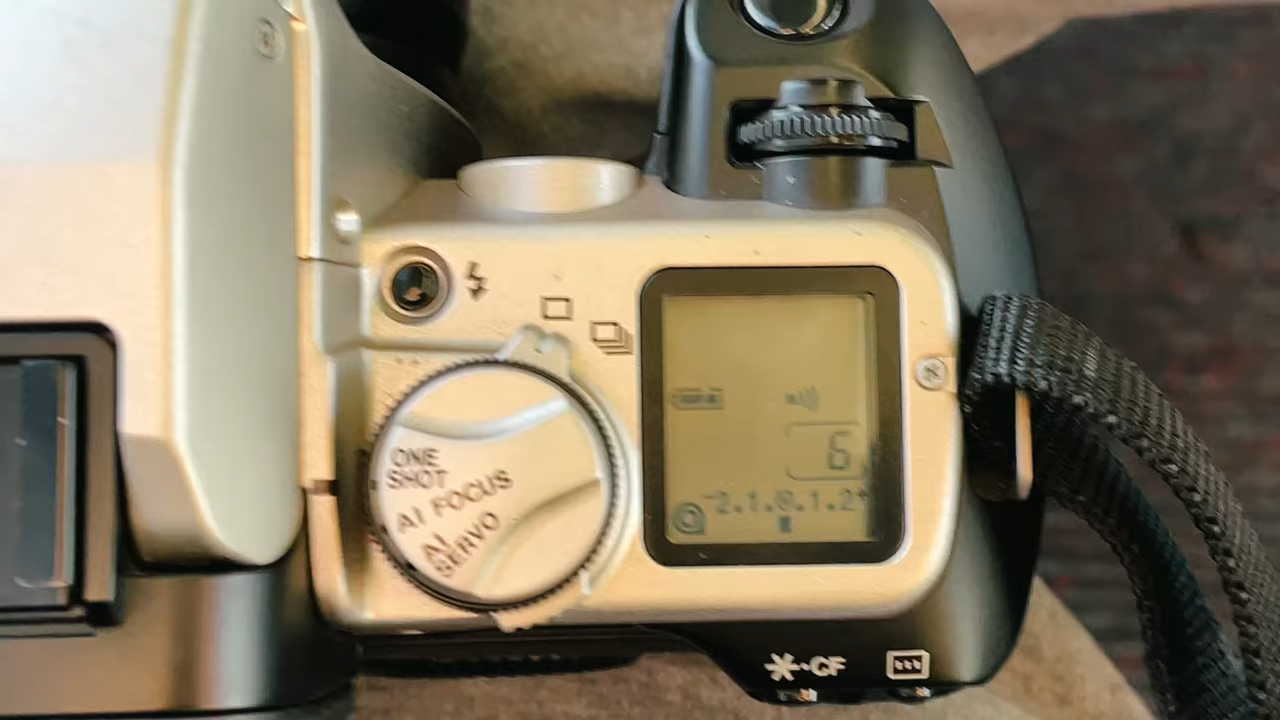 ONE
SHOT
AI FOCUS
AI
SERVO
6
-2.1.0.1.2+
*·CF